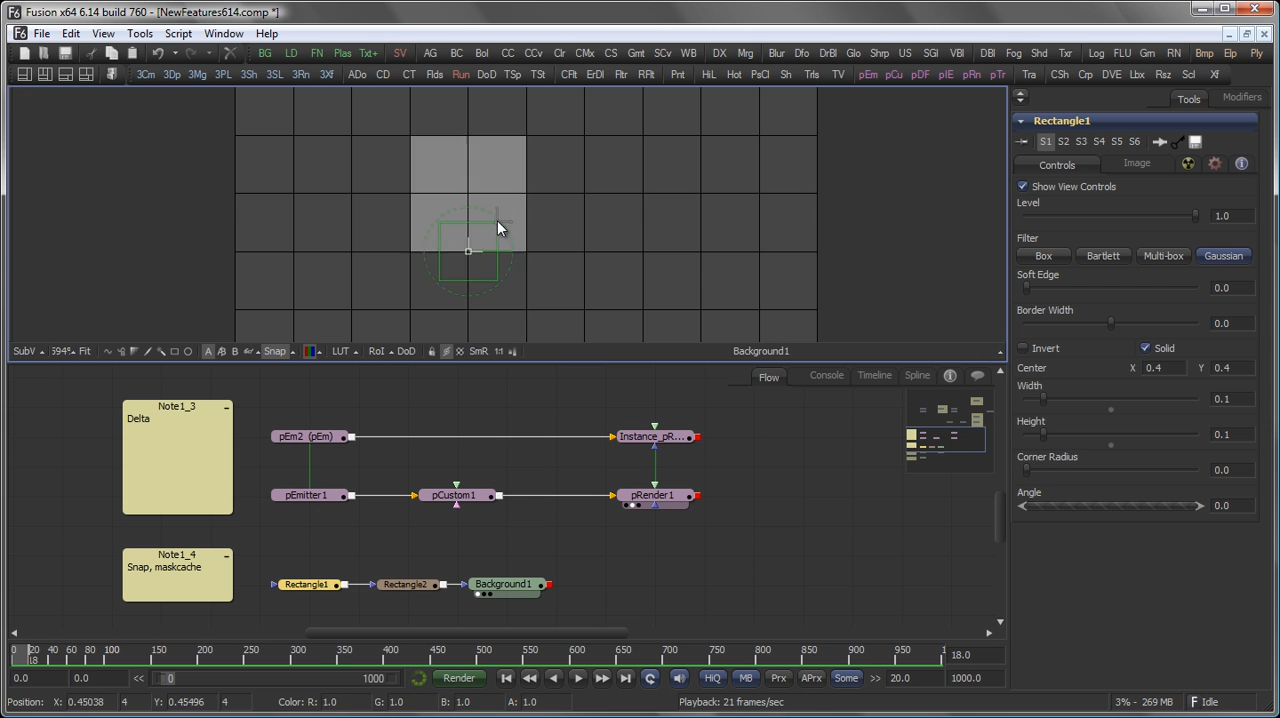 Fusion x64 6.14 build 760 - [NewFeatures614.comp *]
File Edit View Tools Script Window Help
BG LD FN Plas Txt+ SV AG BC Bol CC CCv Clr CMx CS Gmt SCv WB DX Mrg Blur Dfo DrBl Glo Shrp US SGl VBl DBl Fog Shd Txr Log FLU Gm RN Bmp Elp Ply
3Cm 3Dp 3Mg 3PL 3Sh 3SL 3Rn 3Xf ADo CD CT Flds Run DoD TSp TSt CFlt ErDl Fltr RFlt Pnt HiL Hot PsCl Sh Trls TV pEm pCu pDF pIE pRn pTr Tra CSh Crp DVE Lbx Rsz Scl Xf
Tools Modifiers
Rectangle1
S1 S2 S3 S4 S5 S6
Controls Image
Show View Controls
Level
1.0
Filter
Box Bartlett Multi-box Gaussian
Soft Edge
0.0
Border Width
0.0
Invert Solid
Center X 0.4 Y 0.4
Width
0.1
Height
0.1
Corner Radius
0.0
Angle
0.0
SubV Fit A B Snap LUT RoI DoD SmR 1:1 Background1
Flow Console Timeline Spline
Note1_3
Delta
pEm2 (pEm) Instance_pR...
pEmitter1 pCustom1 pRender1
Note1_4
Snap, maskcache
Rectangle1 Rectangle2 Background1
0 20 40 60 80 100 150 200 250 300 350 400 450 500 550 600 650 700 750 800 850 900 950 1
18
18.0
0.0 0.0 << 0 1000 Render HiQ MB Prx APrx Some >> 20.0 1000.0
Position: X: 0.45038 4 Y: 0.45496 4 Color: R: 1.0 G: 1.0 B: 1.0 A: 1.0 Playback: 21 frames/sec 3% - 269 MB Idle